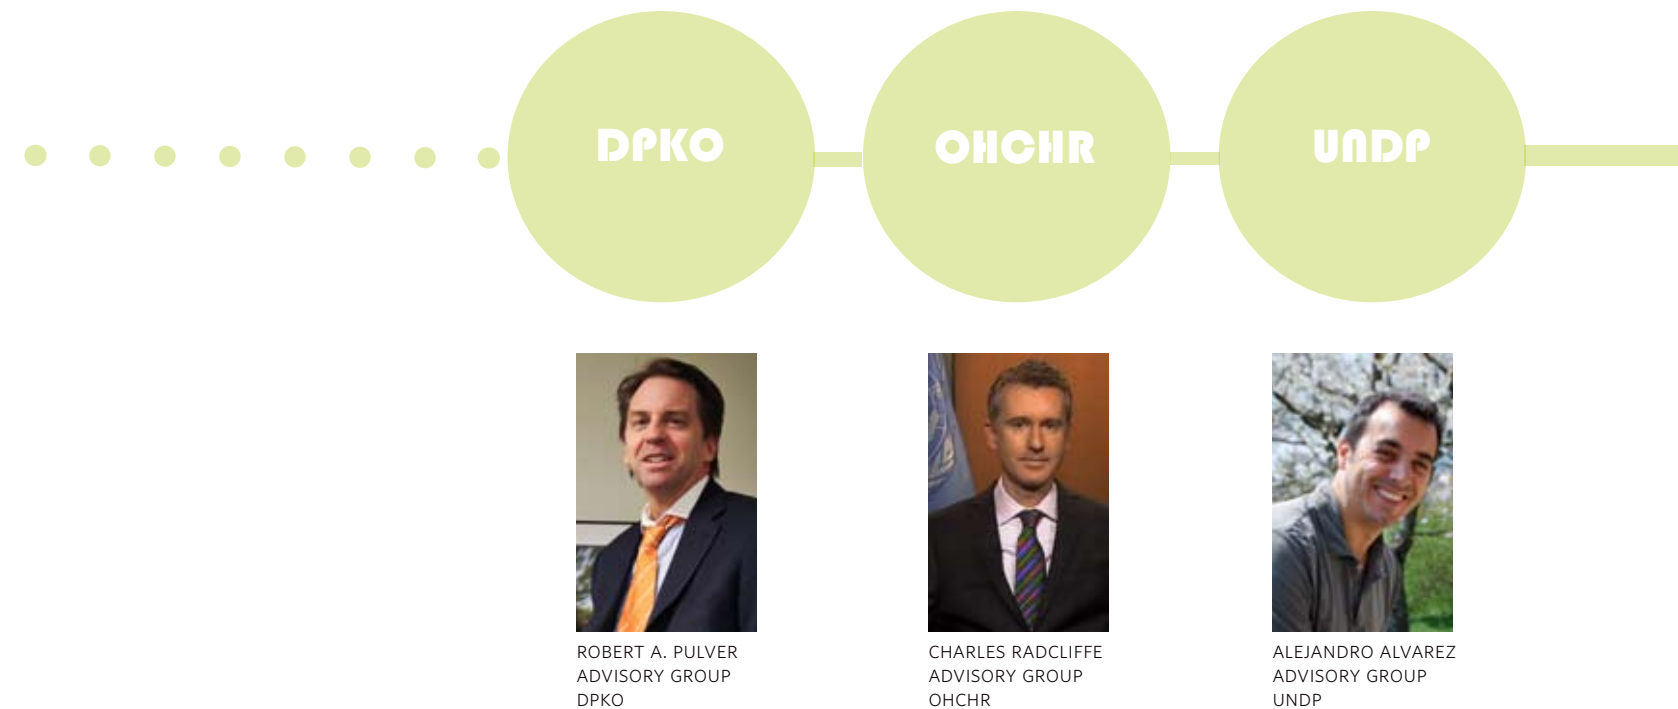 DPKO
OHCHR
UNDP
ROBERT A. PULVER
ADVISORY GROUP
DPKO
CHARLES RADCLIFFE
ADVISORY GROUP
OHCHR
ALEJANDRO ALVAREZ
ADVISORY GROUP
UNDP